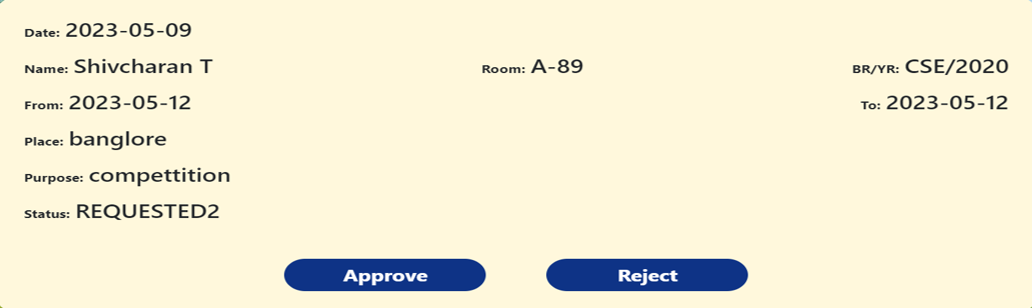 Date: 2023-05-09
Name: Shivcharan T Room: A-89 BR/YR: CSE/2020
From: 2023-05-12 To: 2023-05-12
Place: banglore
Purpose: compettition
Status: REQUESTED2
Approve Reject